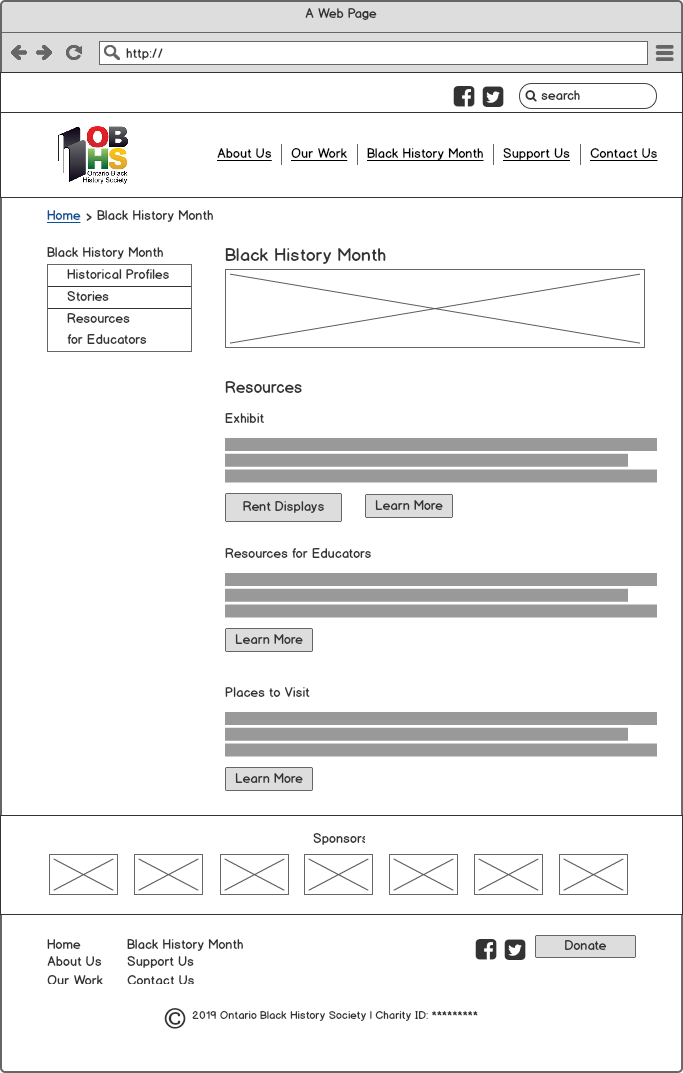 A Web Page
http://
search
OB
HS
Ontario Black
History Society
About Us
Our Work
Black History Month
Support Us
Contact Us
Home > Black History Month
Black History Month
Historical Profiles
Stories
Resources
for Educators
Black History Month
Resources
Exhibit
Rent Displays
Learn More
Resources for Educators
Learn More
Places to Visit
Learn More
Sponsors
Home
About Us
Our Work
Black History Month
Support Us
Contact Us
Donate
© 2019 Ontario Black History Society | Charity ID: *********